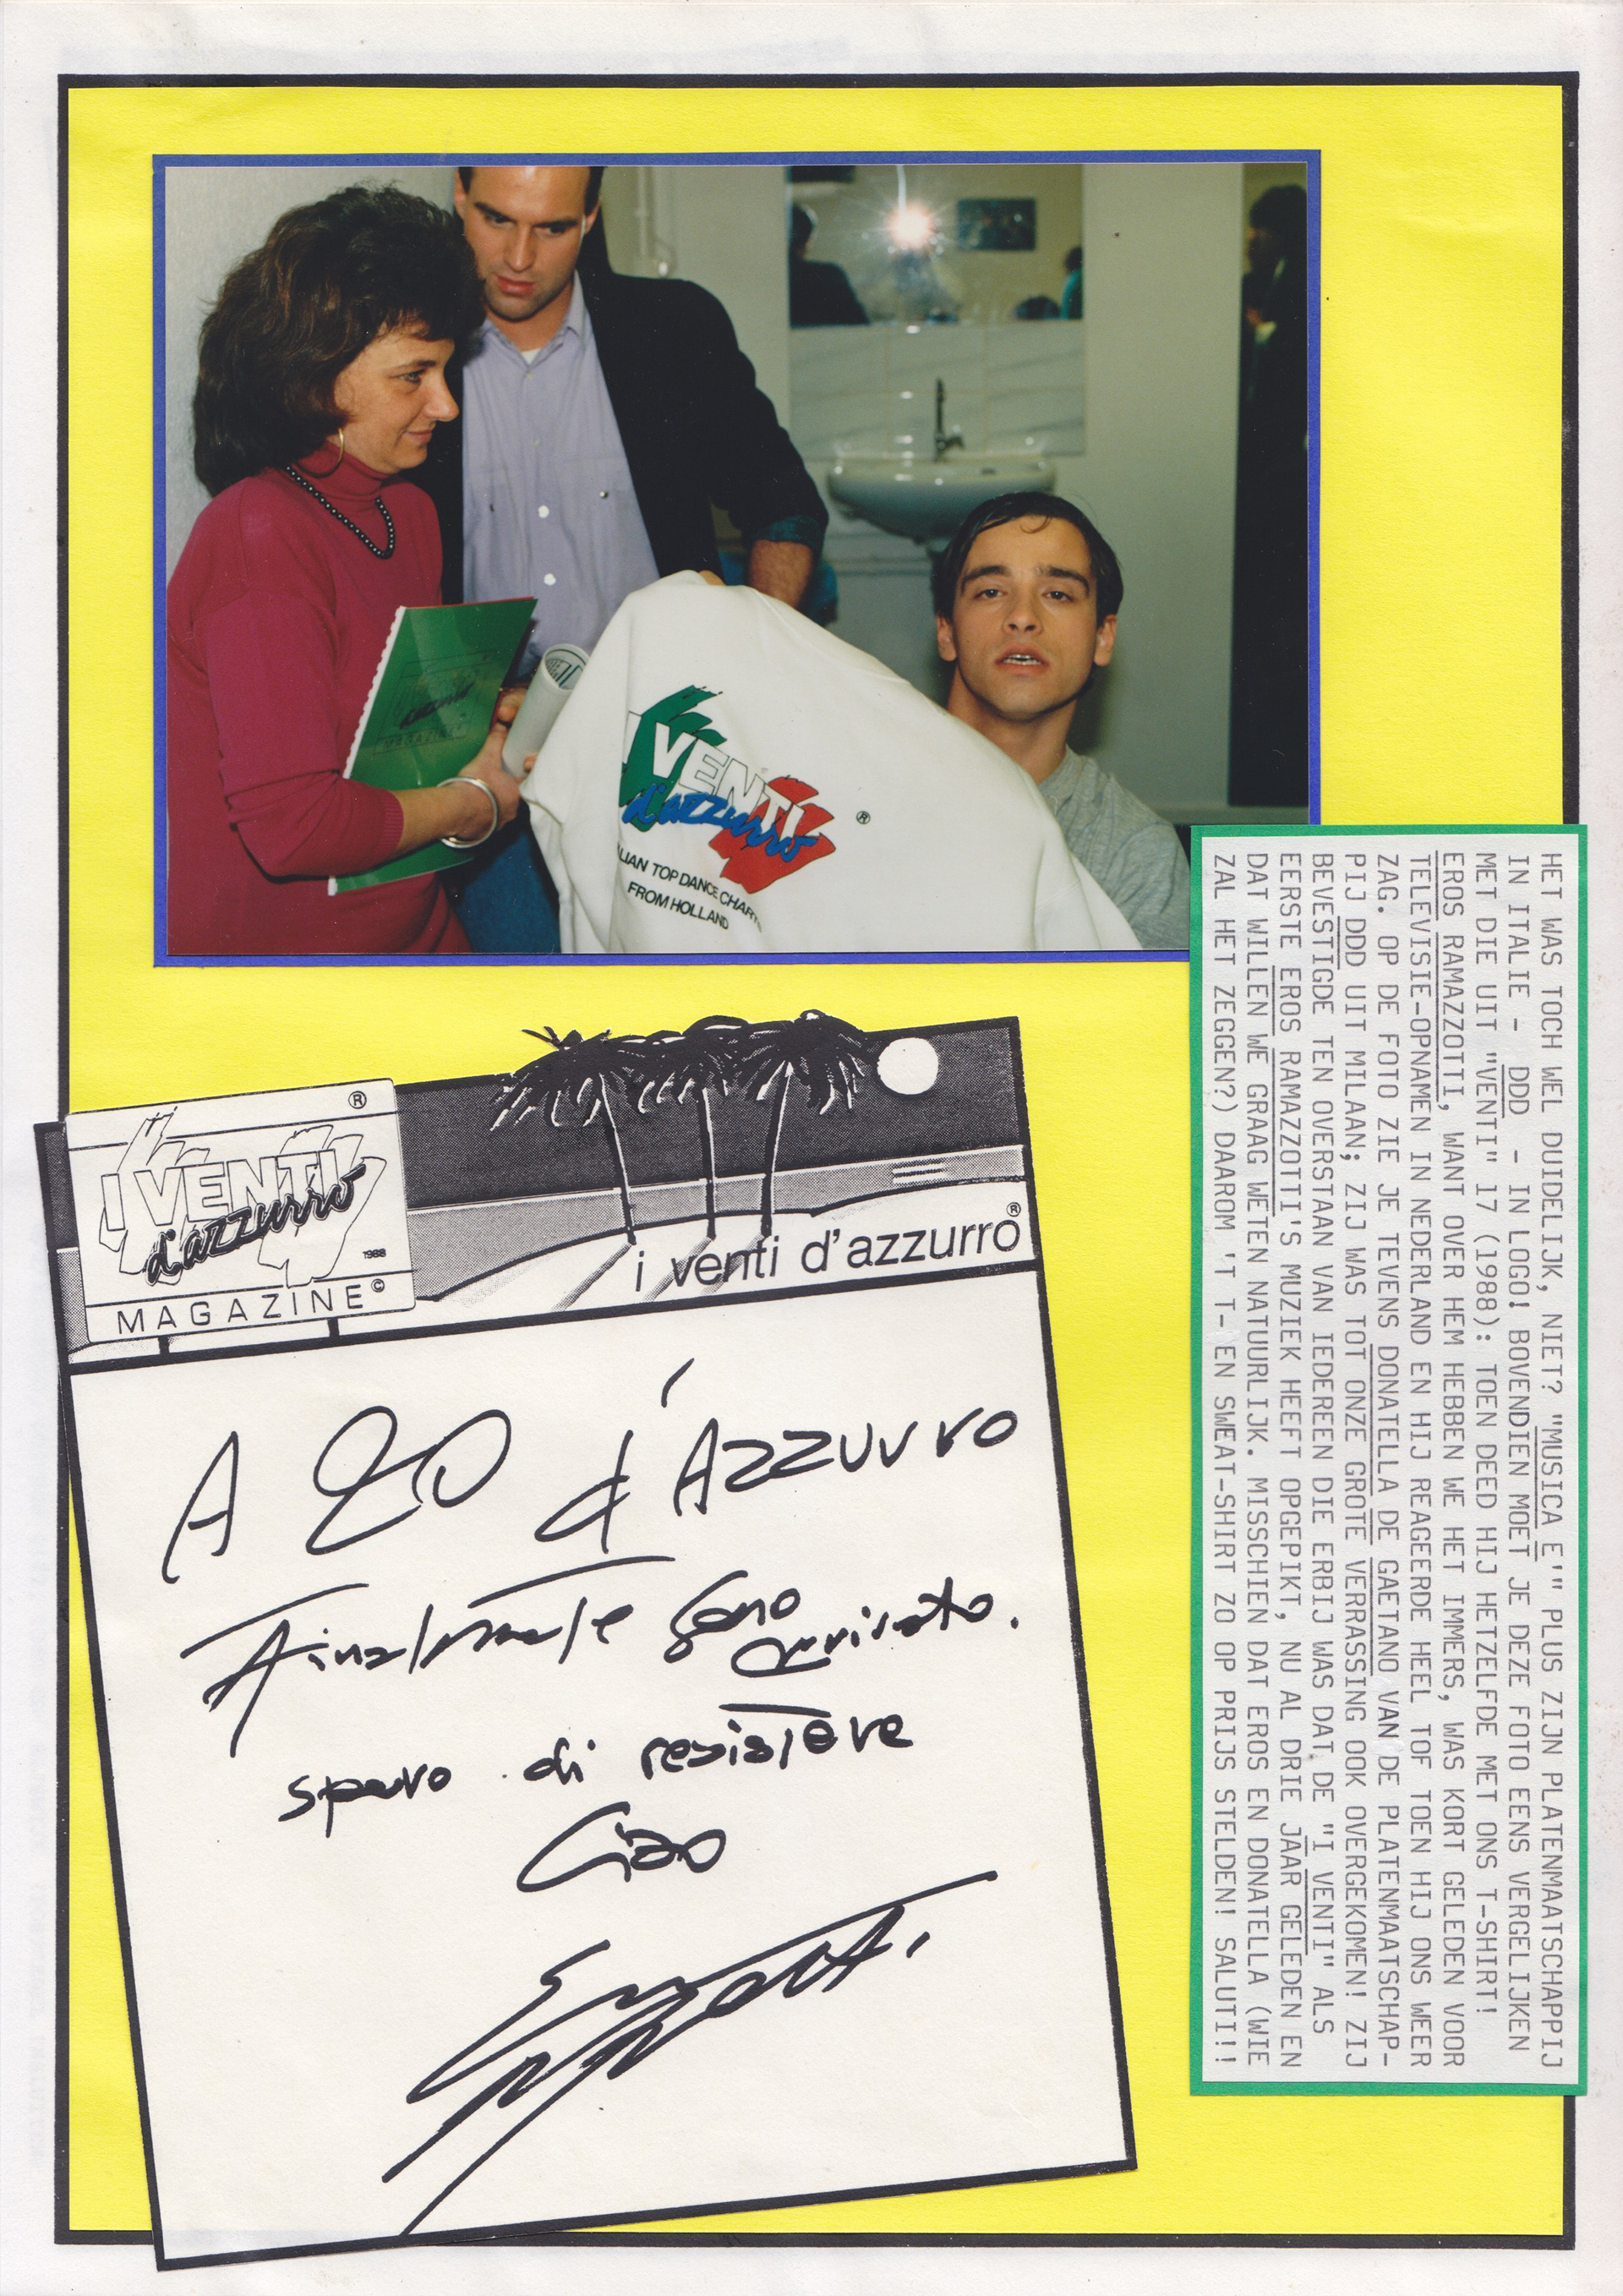 I VENTI
d'azzurro
®
LIAN TOP DANCE CHART
FROM HOLLAND
HET WAS TOCH WEL DUIDELIJK, NIET? "MUSICA E'" PLUS ZIJN PLATENMAATSCHAPPIJ
IN ITALIE - DDD - IN LOGO! BOVENDIEN MOET JE DEZE FOTO EENS VERGELIJKEN
MET DIE UIT "VENTI" 17 (1988): TOEN DEED HIJ HETZELFDE MET ONS T-SHIRT!
EROS RAMAZZOTTI, WANT OVER HEM HEBBEN WE HET IMMERS, WAS KORT GELEDEN VOOR
TELEVISIE-OPNAMEN IN NEDERLAND EN HIJ REAGEERDE HEEL TOF TOEN HIJ ONS WEER
ZAG. OP DE FOTO ZIE JE TEVENS DONATELLA DE GAETANO VAN DE PLATENMAATSCHAP-
PIJ DDD UIT MILAAN; ZIJ WAS TOT ONZE GROTE VERRASSING OOK OVERGEKOMEN! ZIJ
BEVESTIGDE TEN OVERSTAAN VAN IEDEREEN DIE ERBIJ WAS DAT DE "I VENTI" ALS
EERSTE EROS RAMAZZOTTI'S MUZIEK HEEFT OPGEPIKT, NU AL DRIE JAAR GELEDEN EN
DAT WILLEN WE GRAAG WETEN NATUURLIJK. MISSCHIEN DAT EROS EN DONATELLA (WIE
ZAL HET ZEGGEN?) DAAROM 'T T- EN SWEAT-SHIRT ZO OP PRIJS STELDEN! SALUTI!!
®
I VENTI
d'azzurro
1988
MAGAZINE©
i venti d'azzurro®
A 20 d'Azzurro
Finalmente sono
arrivato.
spero di resistere
Ciao